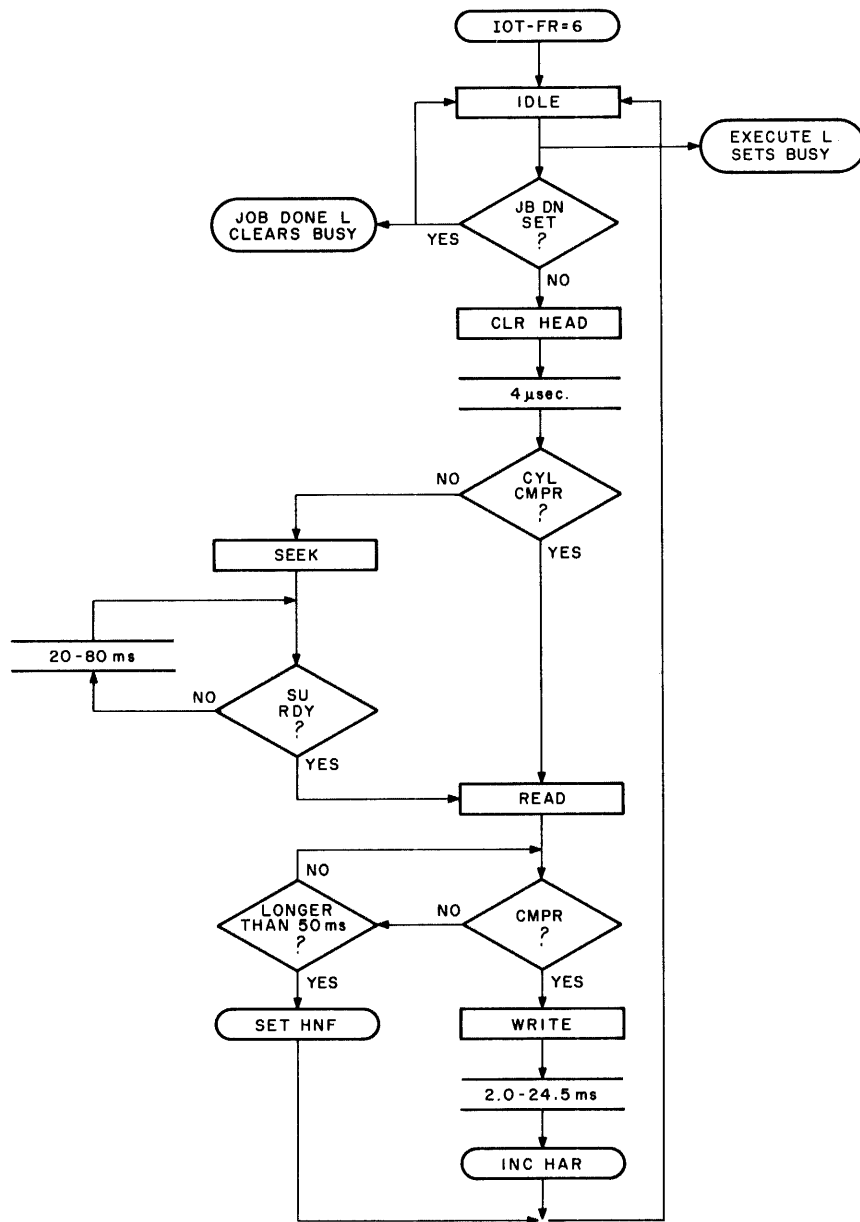 IOT-FR=6
IDLE
EXECUTE L
SETS BUSY
JB DN
SET
?
JOB DONE L
CLEARS BUSY
YES
NO
CLR HEAD
4 μsec.
NO
CYL
CMPR
?
YES
SEEK
20-80 ms
NO
SU
RDY
?
YES
READ
NO
LONGER
THAN 50 ms
?
NO
CMPR
?
YES
YES
SET HNF
WRITE
2.0-24.5 ms
INC HAR